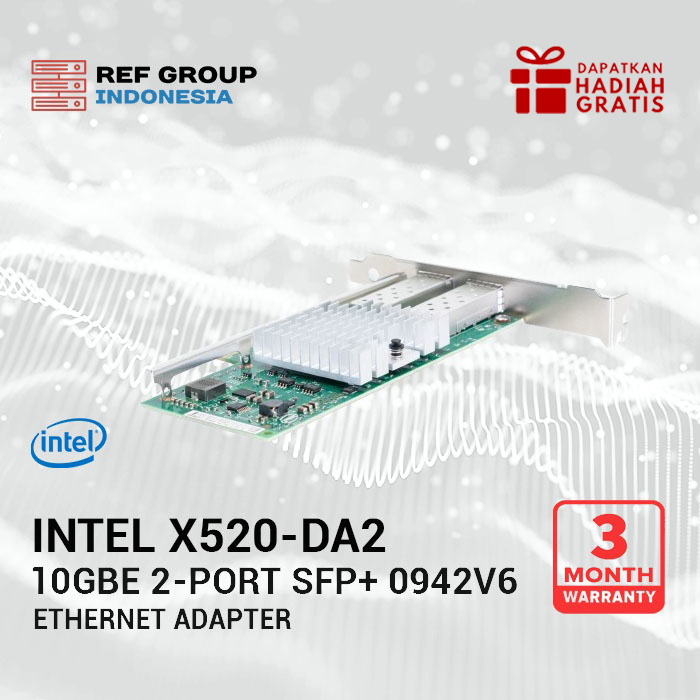 REF GROUP
INDONESIA
DAPATKAN
HADIAH
GRATIS
intel
INTEL X520-DA2
10GBE 2-PORT SFP+ 0942V6
ETHERNET ADAPTER
3
MONTH
WARRANTY